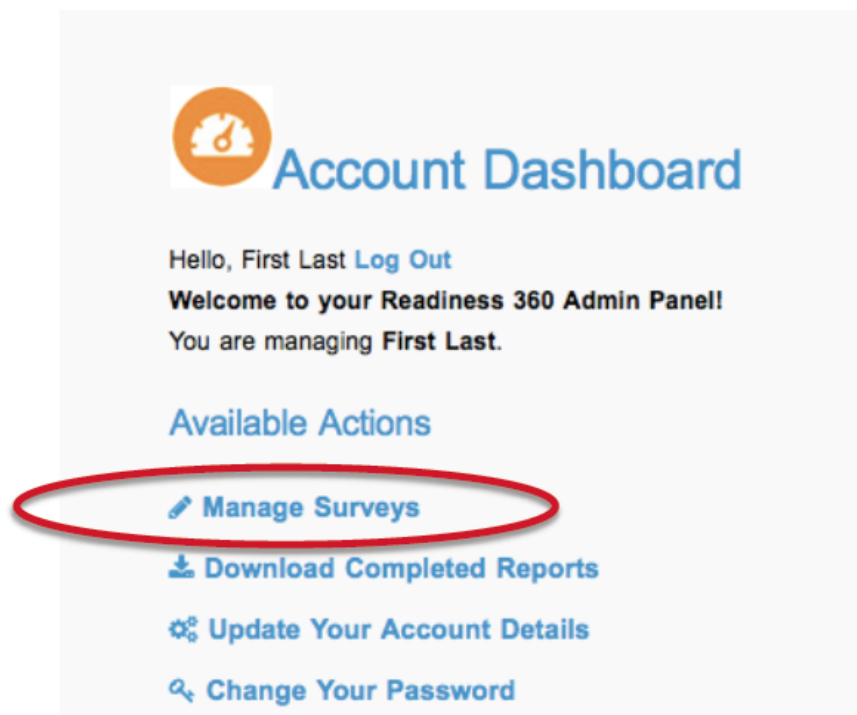 Account Dashboard
Hello, First Last Log Out
Welcome to your Readiness 360 Admin Panel!
You are managing First Last.
Available Actions
Manage Surveys
Download Completed Reports
Update Your Account Details
Change Your Password